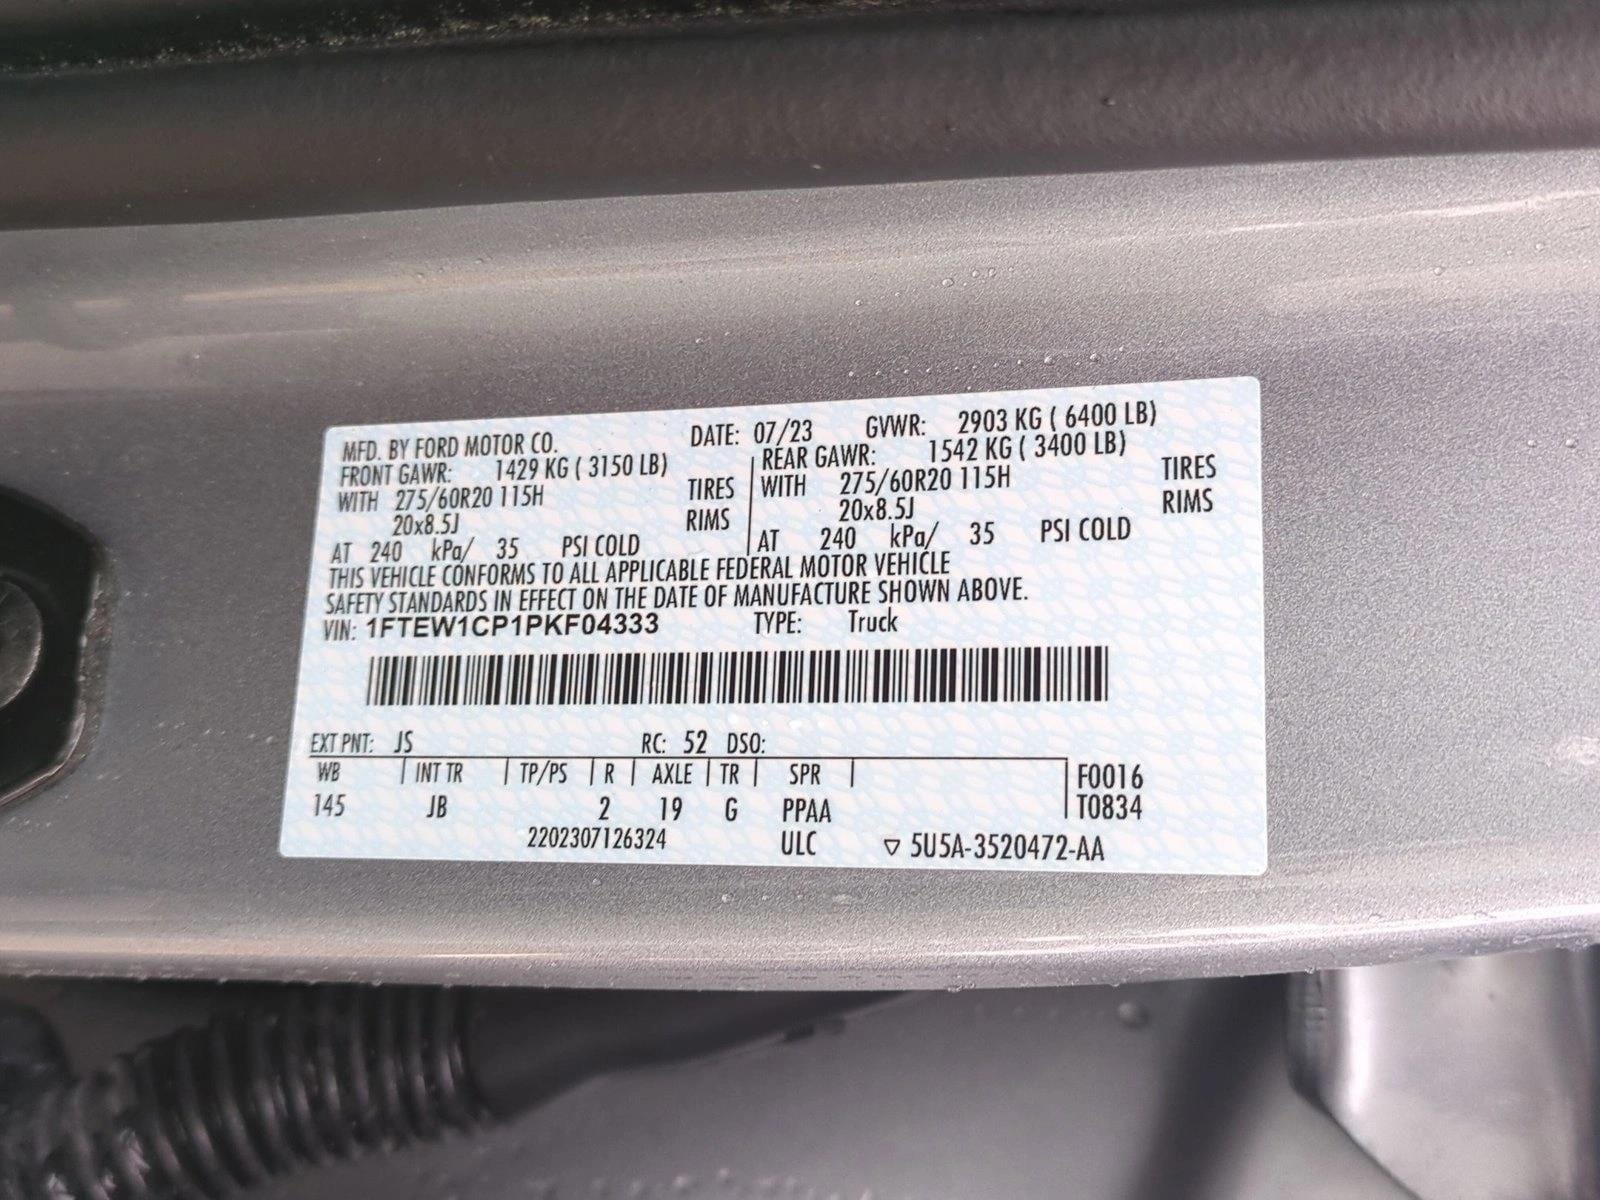 MFD. BY FORD MOTOR CO. DATE: 07/23 GVWR: 2903 KG ( 6400 LB)
FRONT GAWR: 1429 KG ( 3150 LB) REAR GAWR: 1542 KG ( 3400 LB)
WITH 275/60R20 115H TIRES WITH 275/60R20 115H TIRES
20x8.5J RIMS 20x8.5J RIMS
AT 240 kPa/ 35 PSI COLD AT 240 kPa/ 35 PSI COLD
THIS VEHICLE CONFORMS TO ALL APPLICABLE FEDERAL MOTOR VEHICLE
SAFETY STANDARDS IN EFFECT ON THE DATE OF MANUFACTURE SHOWN ABOVE.
VIN: 1FTEW1CP1PKF04333 TYPE: Truck
EXT PNT: JS RC: 52 DSO:
WB INT TR TP/PS R AXLE TR SPR F0016
145 JB 2 19 G PPAA T0834
2202307126324 ULC ▽ 5U5A-3520472-AA